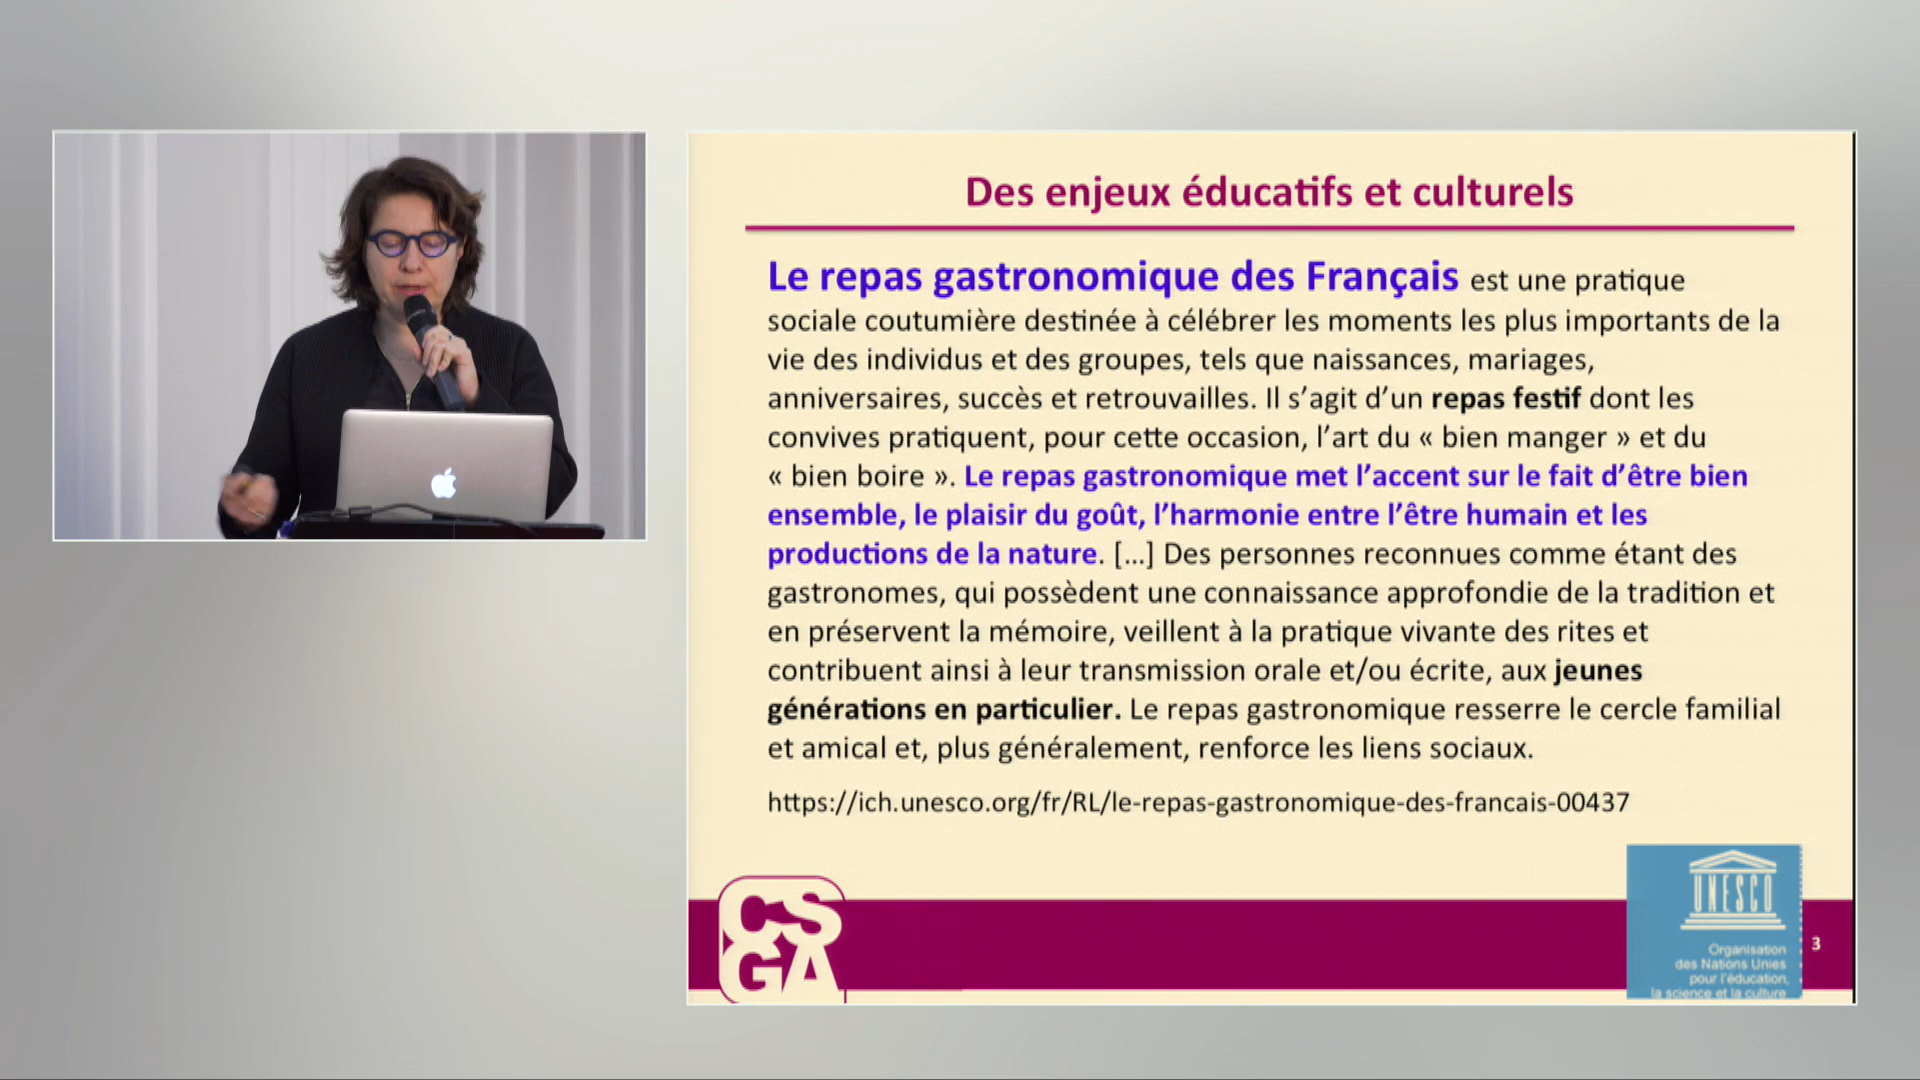 Des enjeux éducatifs et culturels
Le repas gastronomique des Français est une pratique
sociale coutumière destinée à célébrer les moments les plus importants de la
vie des individus et des groupes, tels que naissances, mariages,
anniversaires, succès et retrouvailles. Il s’agit d’un repas festif dont les
convives pratiquent, pour cette occasion, l’art du « bien manger » et du
« bien boire ». Le repas gastronomique met l’accent sur le fait d’être bien
ensemble, le plaisir du goût, l’harmonie entre l’être humain et les
productions de la nature. [...] Des personnes reconnues comme étant des
gastronomes, qui possèdent une connaissance approfondie de la tradition et
en préservent la mémoire, veillent à la pratique vivante des rites et
contribuent ainsi à leur transmission orale et/ou écrite, aux jeunes
générations en particulier. Le repas gastronomique resserre le cercle familial
et amical et, plus généralement, renforce les liens sociaux.
https://ich.unesco.org/fr/RL/le-repas-gastronomique-des-francais-00437
CS
GA
UNESCO
Organisation
des Nations Unies
pour l'éducation,
la science et la culture
3